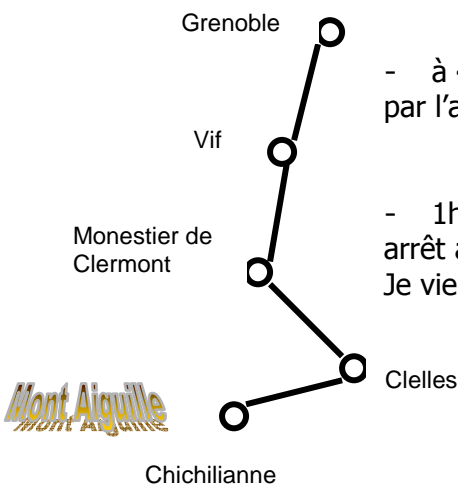 Grenoble
- à
par l'a
Vif
- 1h
arrêt a
Je vie
Monestier de
Clermont
Clelles
Mont Aiguille
Chichilianne